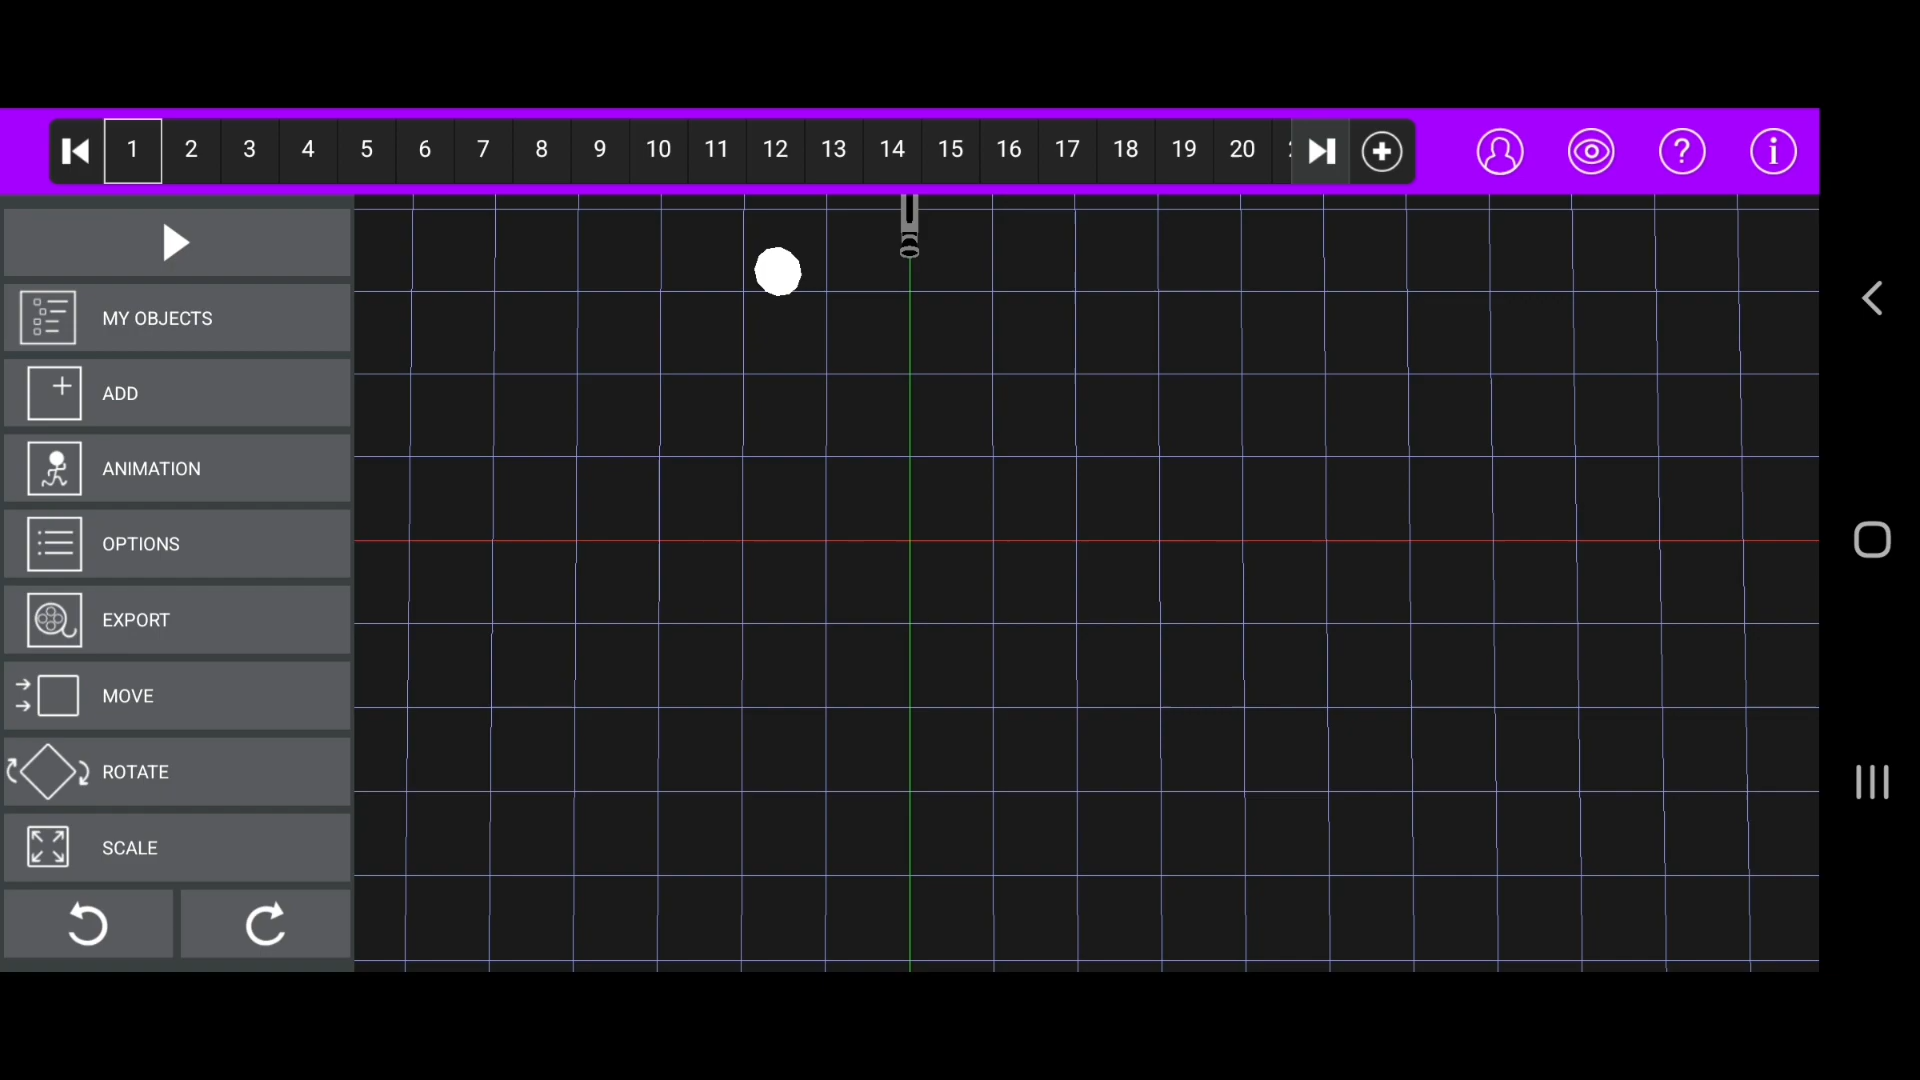 1 2 3 4 5 6 7 8 9 10 11 12 13 14 15 16 17 18 19 20
MY OBJECTS
ADD
ANIMATION
OPTIONS
EXPORT
MOVE
ROTATE
SCALE